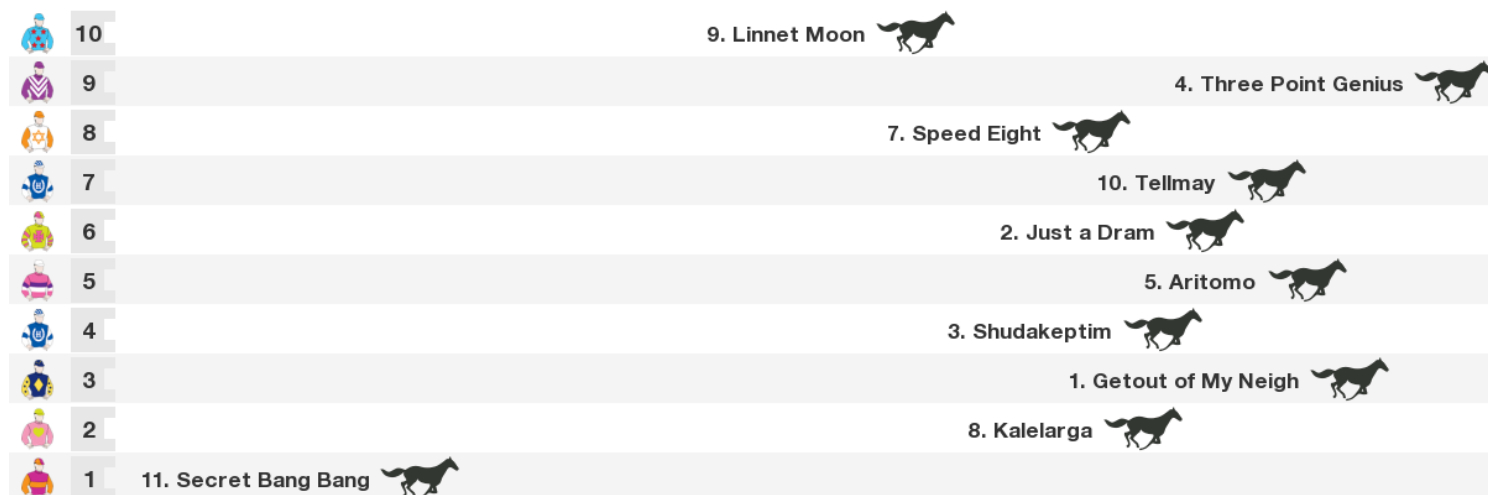 10 9. Linnet Moon
9 4. Three Point Genius
8 7. Speed Eight
7 10. Tellmay
6 2. Just a Dram
5 5. Aritomo
4 3. Shudakeptim
3 1. Getout of My Neigh
2 8. Kalelarga
1 11. Secret Bang Bang